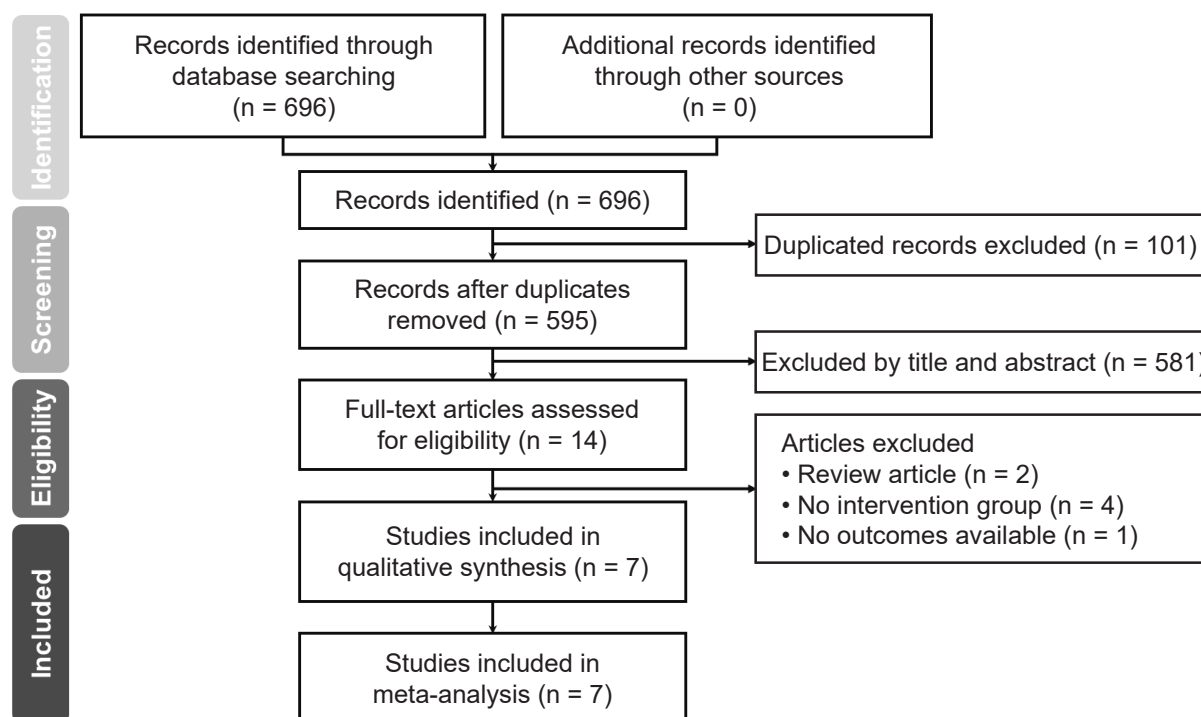 Identification
Records identified through
database searching
(n = 696)
Additional records identified
through other sources
(n = 0)
Records identified (n = 696)
Screening
Duplicated records excluded (n = 101)
Records after duplicates
removed (n = 595)
Excluded by title and abstract (n = 581)
Eligibility
Full-text articles assessed
for eligibility (n = 14)
Articles excluded
• Review article (n = 2)
• No intervention group (n = 4)
• No outcomes available (n = 1)
Included
Studies included in
qualitative synthesis (n = 7)
Studies included in
meta-analysis (n = 7)